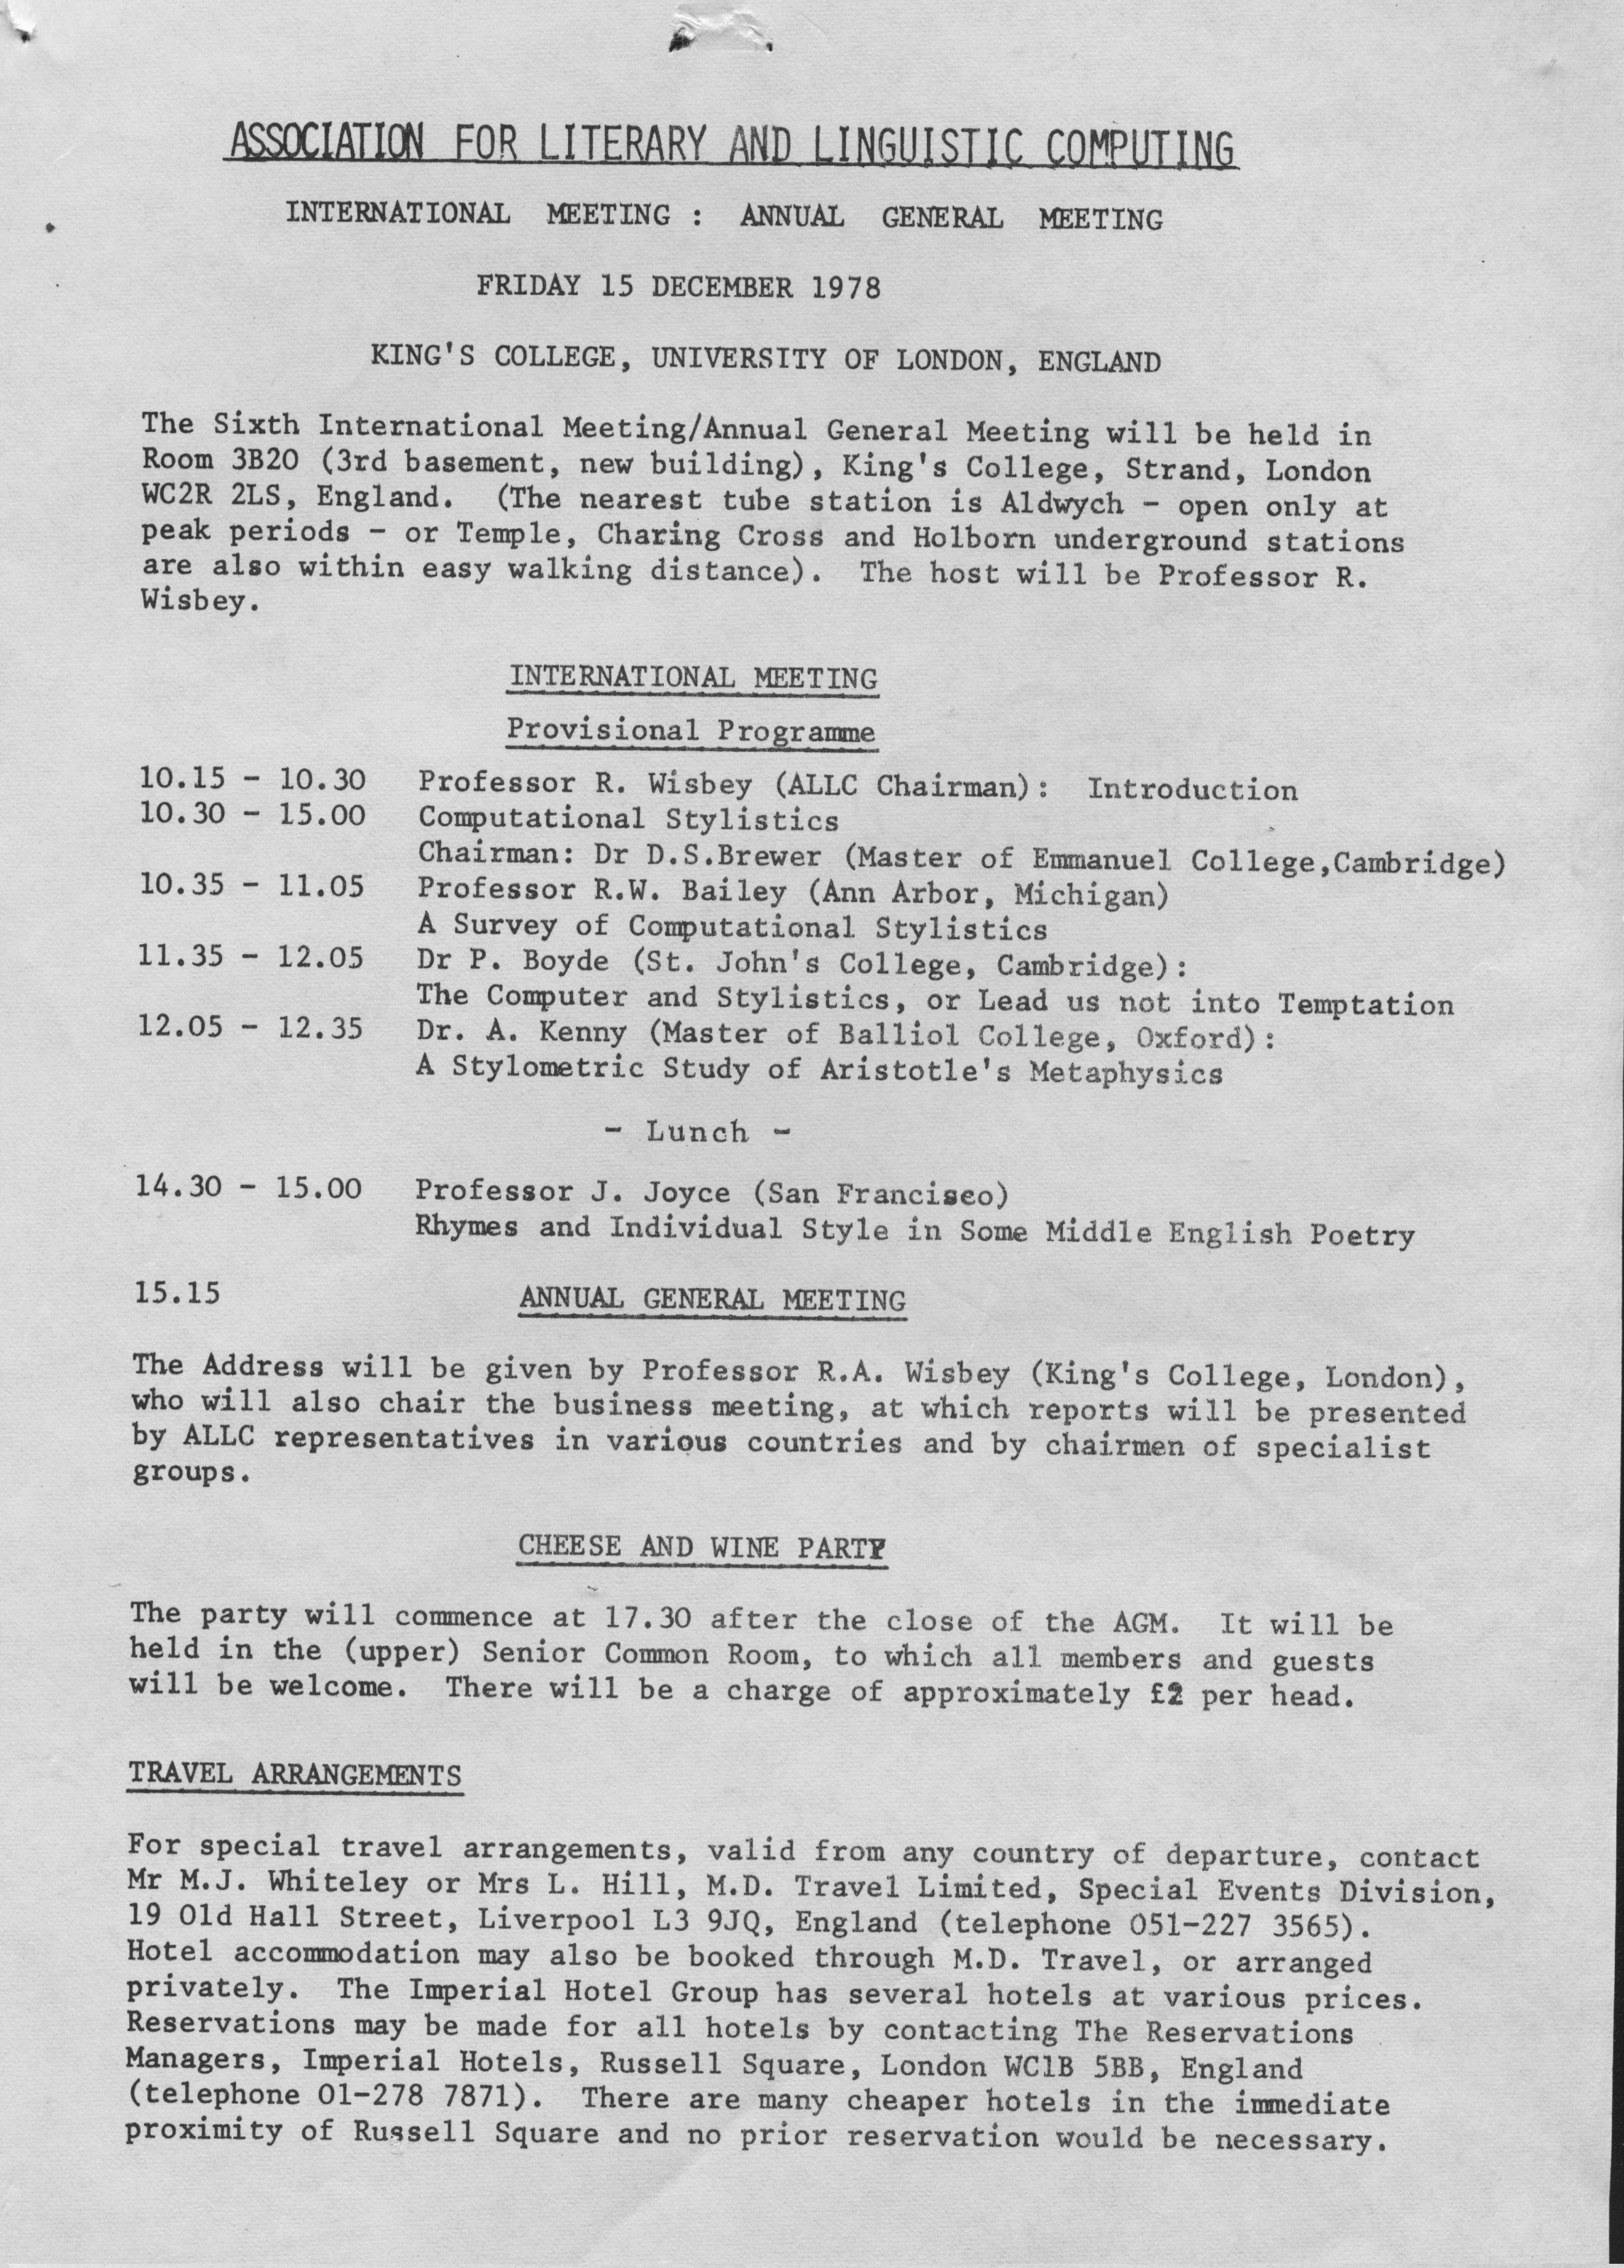 ASSOCIATION FOR LITERARY AND LINGUISTIC COMPUTING
INTERNATIONAL MEETING : ANNUAL GENERAL MEETING
FRIDAY 15 DECEMBER 1978
KING'S COLLEGE, UNIVERSITY OF LONDON, ENGLAND
The Sixth International Meeting/Annual General Meeting will be held in
Room 3B20 (3rd basement, new building), King's College, Strand, London
WC2R 2LS, England. (The nearest tube station is Aldwych - open only at
peak periods - or Temple, Charing Cross and Holborn underground stations
are also within easy walking distance). The host will be Professor R.
Wisbey.
INTERNATIONAL MEETING
Provisional Programme
10.15 - 10.30 Professor R. Wisbey (ALLC Chairman): Introduction
10.30 - 15.00 Computational Stylistics
Chairman: Dr D.S.Brewer (Master of Emmanuel College,Cambridge)
10.35 - 11.05 Professor R.W. Bailey (Ann Arbor, Michigan)
A Survey of Computational Stylistics
11.35 - 12.05 Dr P. Boyde (St. John's College, Cambridge):
The Computer and Stylistics, or Lead us not into Temptation
12.05 - 12.35 Dr. A. Kenny (Master of Balliol College, Oxford):
A Stylometric Study of Aristotle's Metaphysics
- Lunch -
14.30 - 15.00 Professor J. Joyce (San Francisco)
Rhymes and Individual Style in Some Middle English Poetry
15.15 ANNUAL GENERAL MEETING
The Address will be given by Professor R.A. Wisbey (King's College, London),
who will also chair the business meeting, at which reports will be presented
by ALLC representatives in various countries and by chairmen of specialist
groups.
CHEESE AND WINE PARTY
The party will commence at 17.30 after the close of the AGM. It will be
held in the (upper) Senior Common Room, to which all members and guests
will be welcome. There will be a charge of approximately £2 per head.
TRAVEL ARRANGEMENTS
For special travel arrangements, valid from any country of departure, contact
Mr M.J. Whiteley or Mrs L. Hill, M.D. Travel Limited, Special Events Division,
19 Old Hall Street, Liverpool L3 9JQ, England (telephone 051-227 3565).
Hotel accommodation may also be booked through M.D. Travel, or arranged
privately. The Imperial Hotel Group has several hotels at various prices.
Reservations may be made for all hotels by contacting The Reservations
Managers, Imperial Hotels, Russell Square, London WC1B 5BB, England
(telephone 01-278 7871). There are many cheaper hotels in the immediate
proximity of Russell Square and no prior reservation would be necessary.